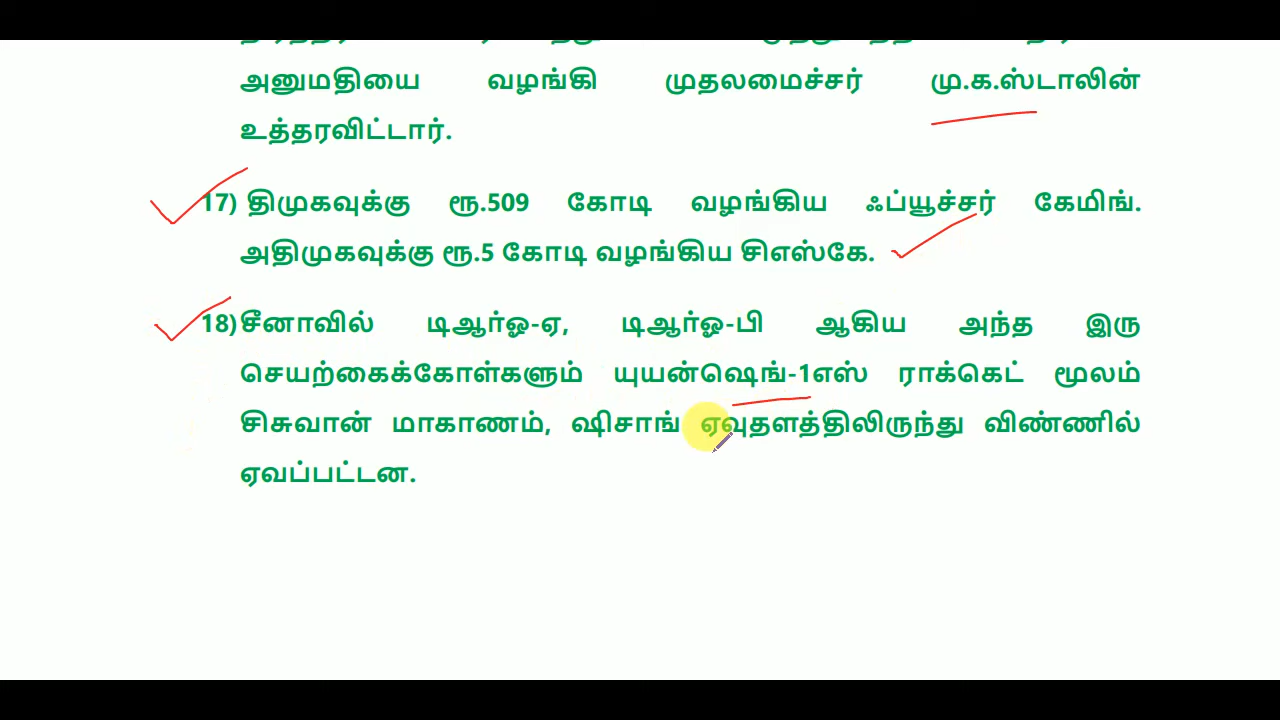 அனுமதியை வழங்கி முதலமைச்சர் மு.க.ஸ்டாலின்
உத்தரவிட்டார்.
17) திமுகவுக்கு ரூ.509 கோடி வழங்கிய ஃப்யூச்சர் கேமிங்.
அதிமுகவுக்கு ரூ.5 கோடி வழங்கிய சிஎஸ்கே.
18)சீனாவில் டிஆர்ஓ-ஏ, டிஆர்ஓ-பி ஆகிய அந்த இரு
செயற்கைக்கோள்களும் யுயன்ஷெங்-1எஸ் ராக்கெட் மூலம்
சிசுவான் மாகாணம், ஷிசாங் ஏவுதளத்திலிருந்து விண்ணில்
ஏவப்பட்டன.